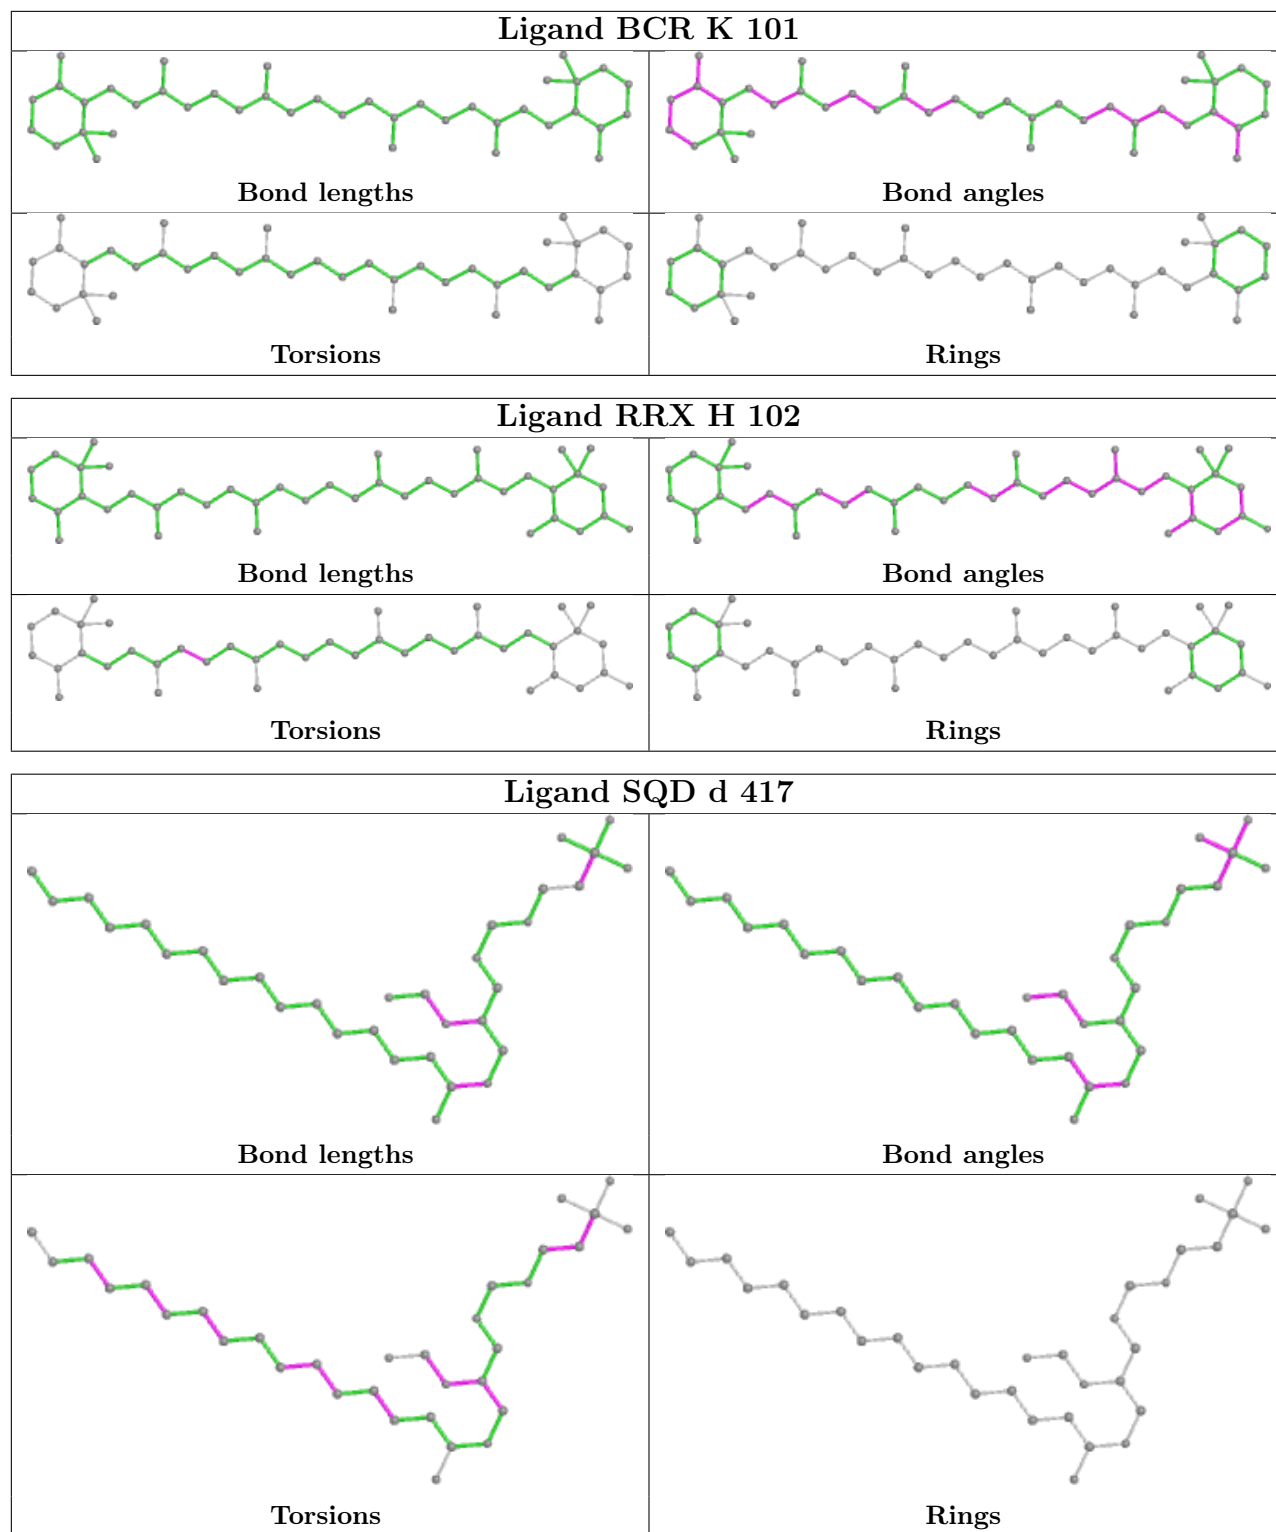 Ligand BCR K 101
Bond lengths
Bond angles
Torsions
Rings
Ligand RRX H 102
Bond lengths
Bond angles
Torsions
Rings
Ligand SQD d 417
Bond lengths
Bond angles
Torsions
Rings